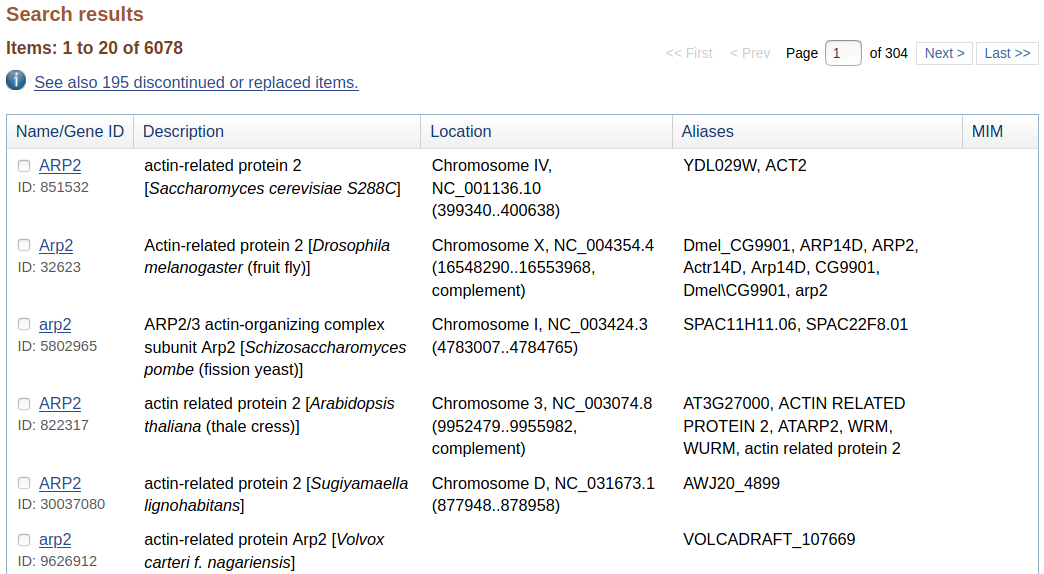 Search results
Items: 1 to 20 of 6078
<< First < Prev Page 1 of 304 Next > Last >>
See also 195 discontinued or replaced items.
Name/Gene ID Description Location Aliases MIM
ARP2
ID: 851532
actin-related protein 2
[Saccharomyces cerevisiae S288C]
Chromosome IV,
NC_001136.10
(399340..400638)
YDL029W, ACT2
Arp2
ID: 32623
Actin-related protein 2 [Drosophila
melanogaster (fruit fly)]
Chromosome X, NC_004354.4
(16548290..16553968,
complement)
Dmel_CG9901, ARP14D, ARP2,
Actr14D, Arp14D, CG9901,
Dmel\CG9901, arp2
arp2
ID: 5802965
ARP2/3 actin-organizing complex
subunit Arp2 [Schizosaccharomyces
pombe (fission yeast)]
Chromosome I, NC_003424.3
(4783007..4784765)
SPAC11H11.06, SPAC22F8.01
ARP2
ID: 822317
actin related protein 2 [Arabidopsis
thaliana (thale cress)]
Chromosome 3, NC_003074.8
(9952479..9955982,
complement)
AT3G27000, ACTIN RELATED
PROTEIN 2, ATARP2, WRM,
WURM, actin related protein 2
ARP2
ID: 30037080
actin-related protein 2 [Sugiyamaella
lignohabitans]
Chromosome D, NC_031673.1
(877948..878958)
AWJ20_4899
arp2
ID: 9626912
actin-related protein Arp2 [Volvox
carteri f. nagariensis]
VOLCADRAFT_107669